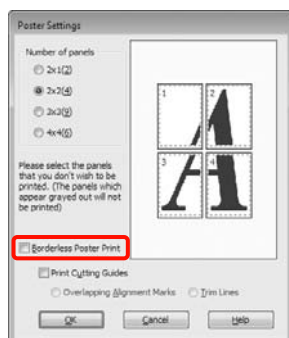 Poster Settings
Number of panels
2x1(2)
2x2(4)
3x3(9)
4x4(6)
Please select the panels
that you don't wish to be
printed. (The panels which
appear grayed out will not
be printed)
1 2
3 4
Borderless Poster Print
Print Cutting Guides
Overlapping Alignment Marks Trim Lines
OK Cancel Help